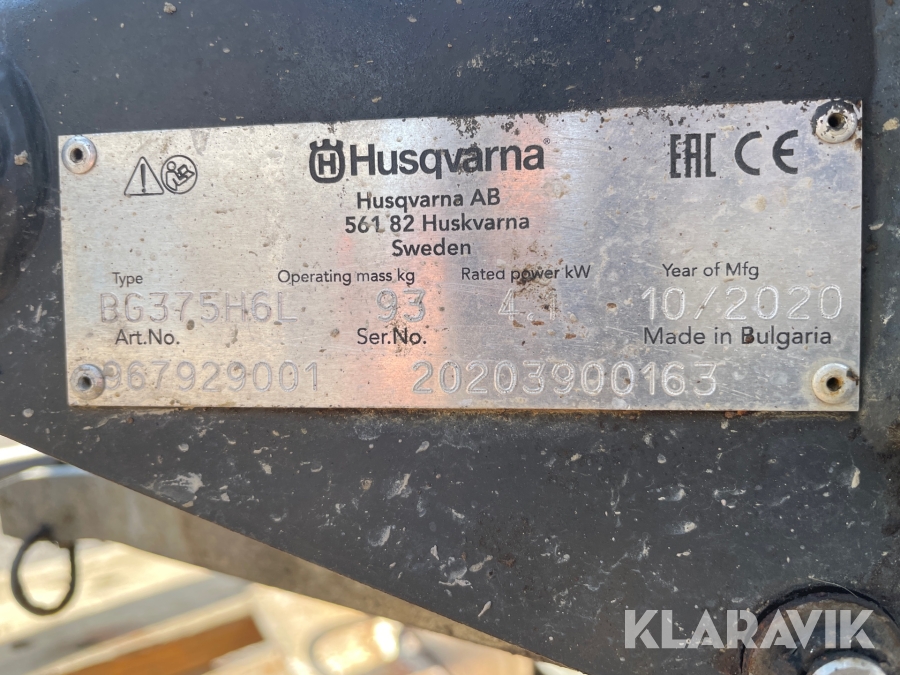 Husqvarna
EAC CE
Husqvarna AB
561 82 Huskvarna
Sweden
Type Operating mass kg Rated power kW Year of Mfg
BG375H6L 93 4.1 10/2020
Art.No. Ser.No. Made in Bulgaria
967929001 20203900163
KLARAVIK